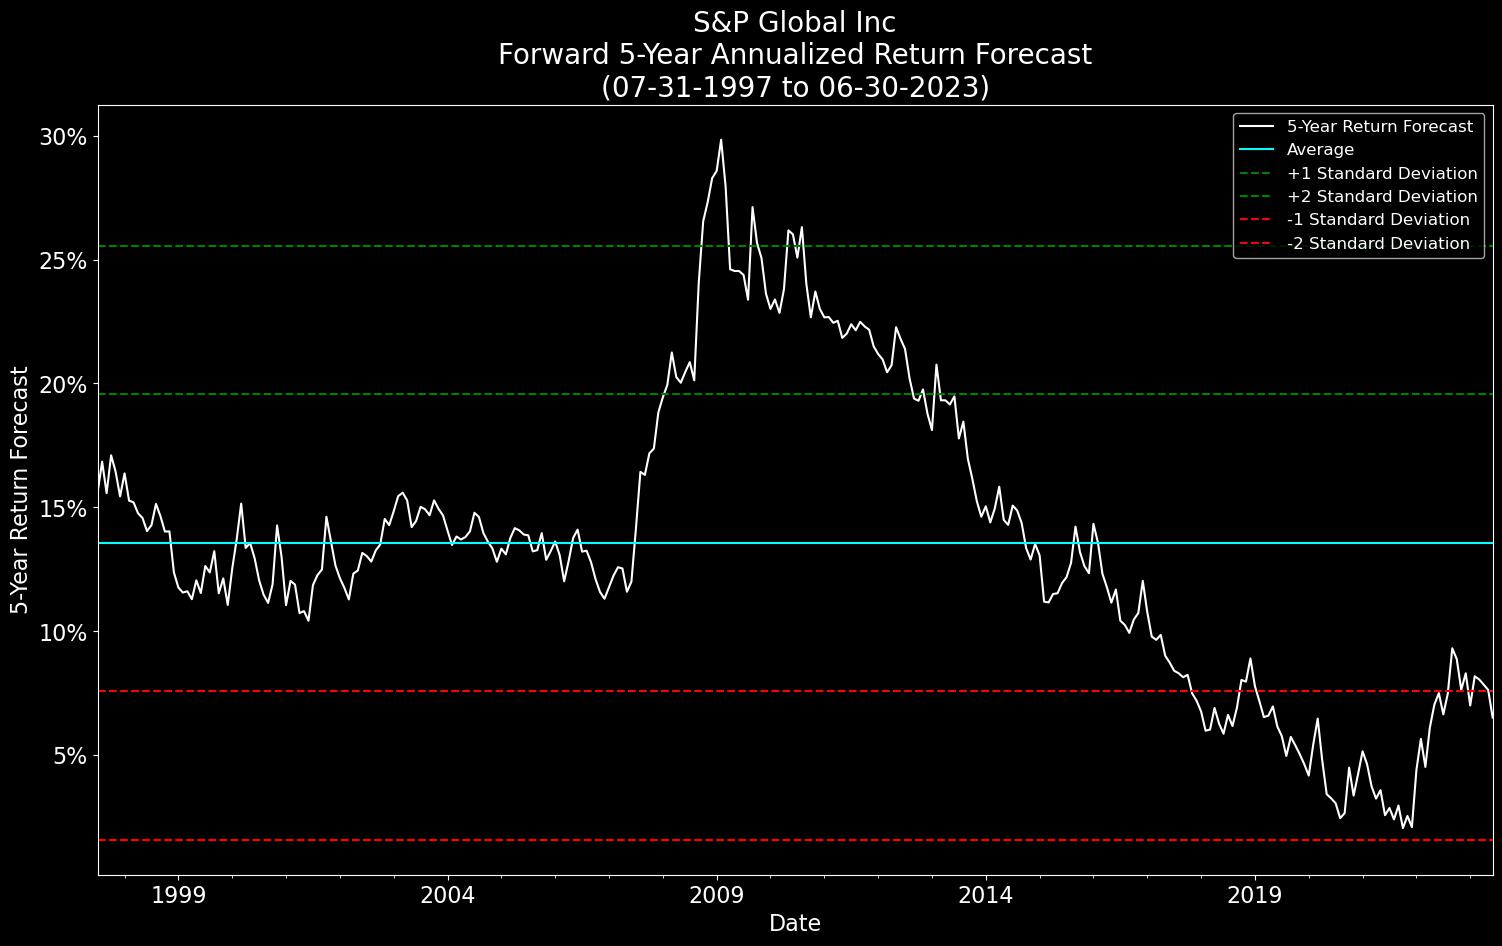 S&P Global Inc
Forward 5-Year Annualized Return Forecast
(07-31-1997 to 06-30-2023)
5-Year Return Forecast
Average
+1 Standard Deviation
+2 Standard Deviation
-1 Standard Deviation
-2 Standard Deviation
30%
25%
20%
15%
10%
5%
5-Year Return Forecast
1999
2004
2009
2014
2019
Date